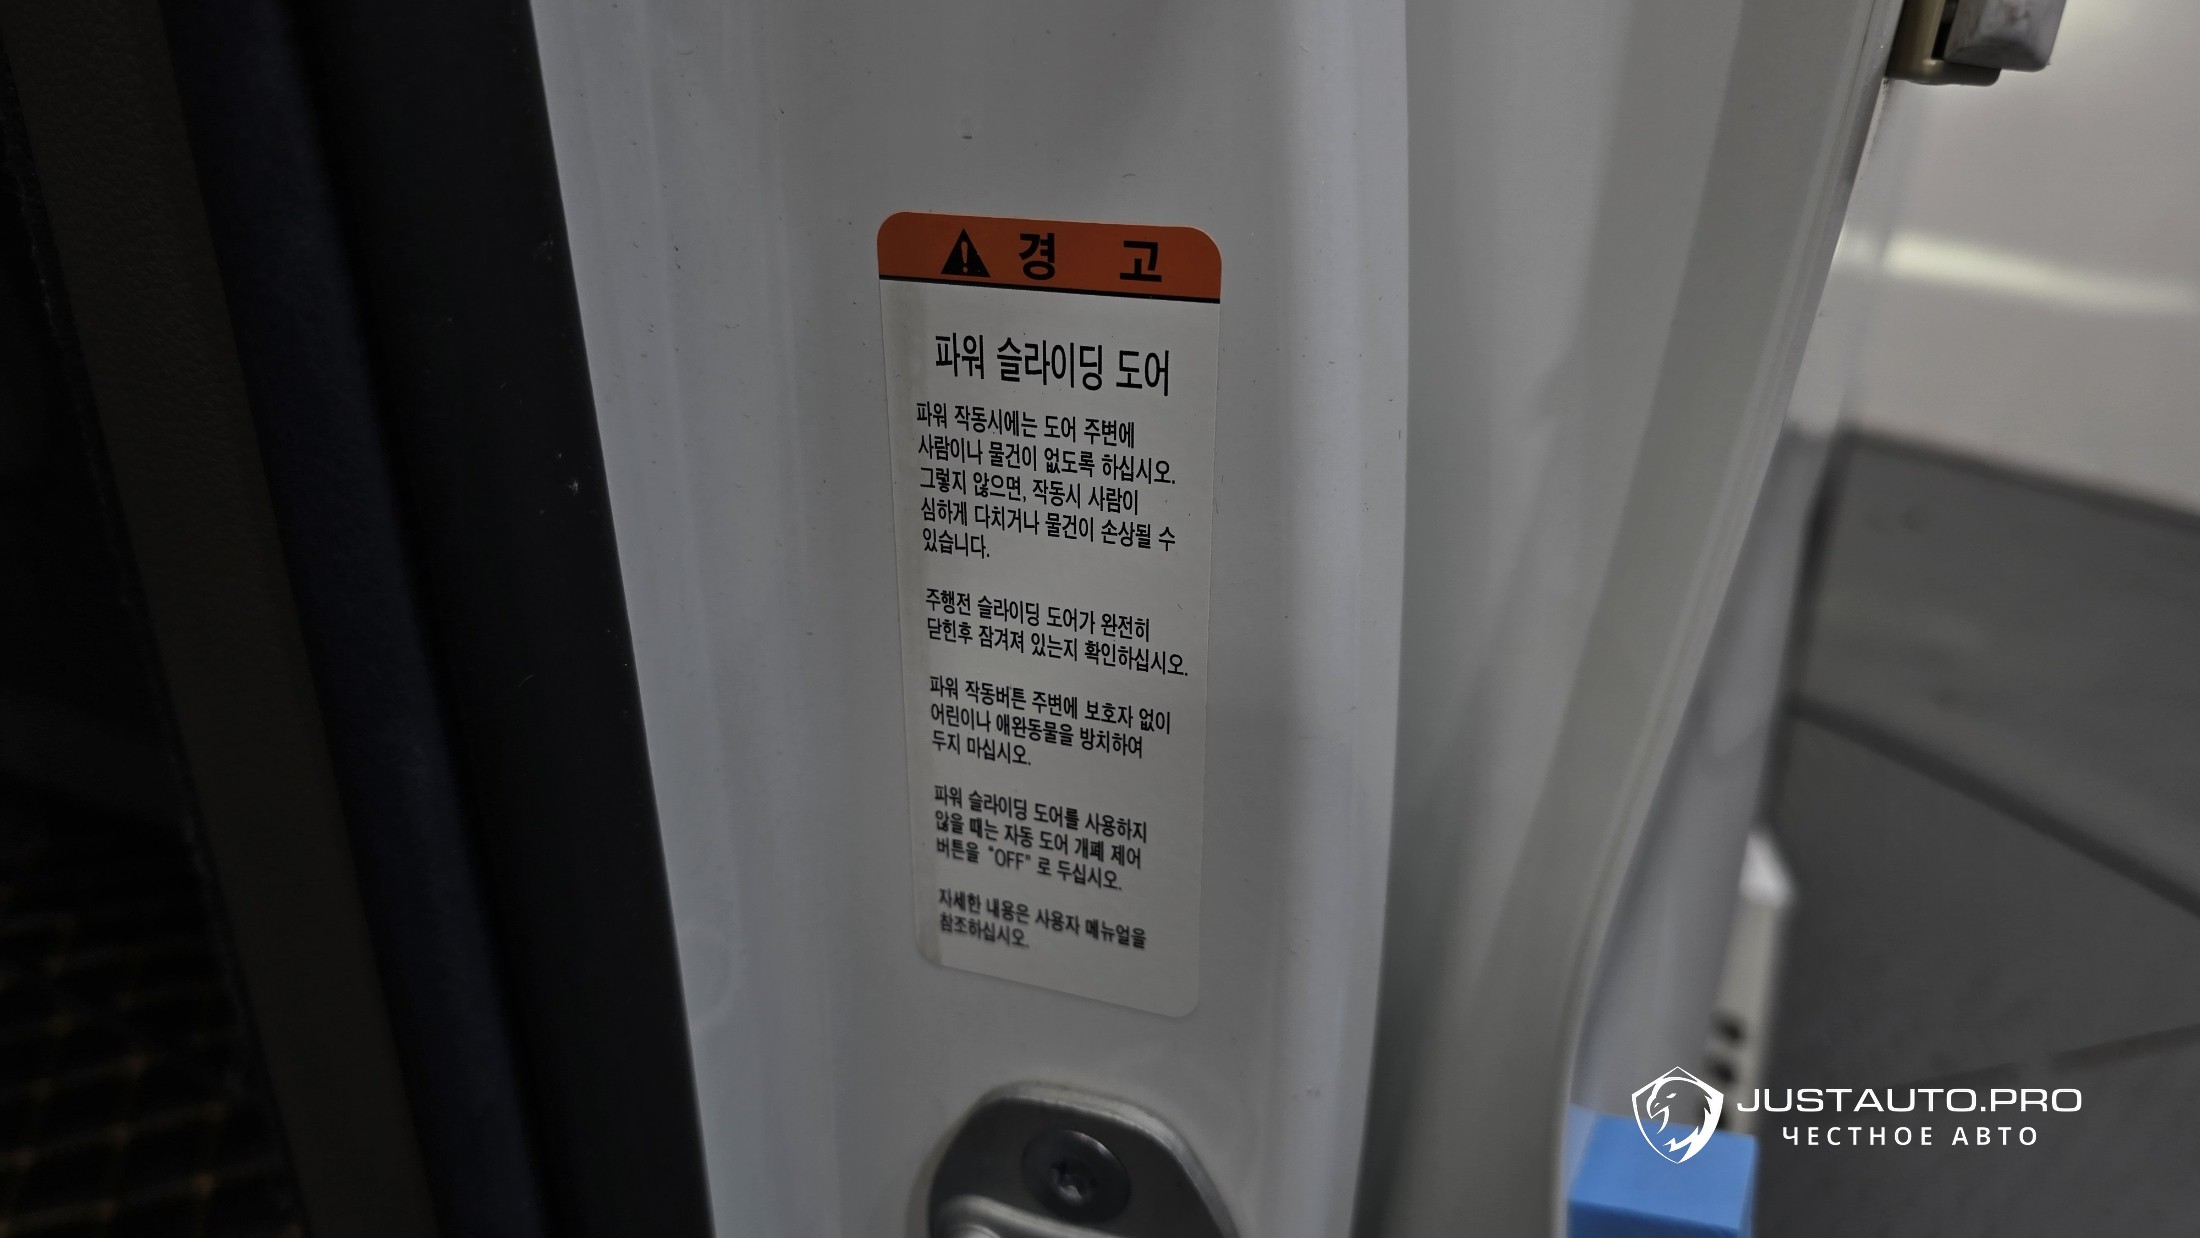 경 고
파워 슬라이딩 도어
파워 작동시에는 도어 주변에
사람이나 물건이 없도록 하십시오.
그렇지 않으면, 작동시 사람이
심하게 다치거나 물건이 손상될 수
있습니다.
주행전 슬라이딩 도어가 완전히
닫힌후 잠겨져 있는지 확인하십시오.
파워 작동버튼 주변에 보호자 없이
어린이나 애완동물을 방치하여
두지 마십시오.
파워 슬라이딩 도어를 사용하지
않을 때는 자동 도어 개폐 제어
버튼을 "OFF" 로 두십시오.
자세한 내용은 사용자 메뉴얼을
참조하십시오.
JUSTAUTO.PRO
ЧЕСТНОЕ АВТО